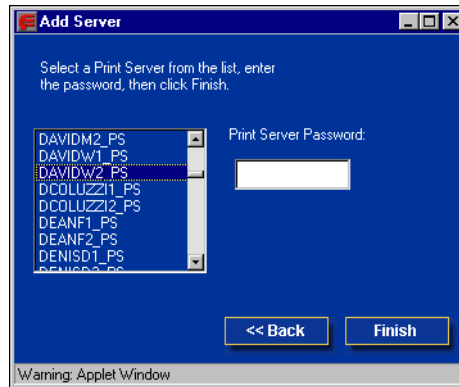 Add Server
Select a Print Server from the list, enter
the password, then click Finish.
DAVIDM2_PS
Print Server Password:
DAVIDW1_PS
DAVIDW2_PS
DCOLUZZI1_PS
DCOLUZZI2_PS
DEANF1_PS
DEANF2_PS
DENISD1_PS
<< Back
Finish
Warning: Applet Window